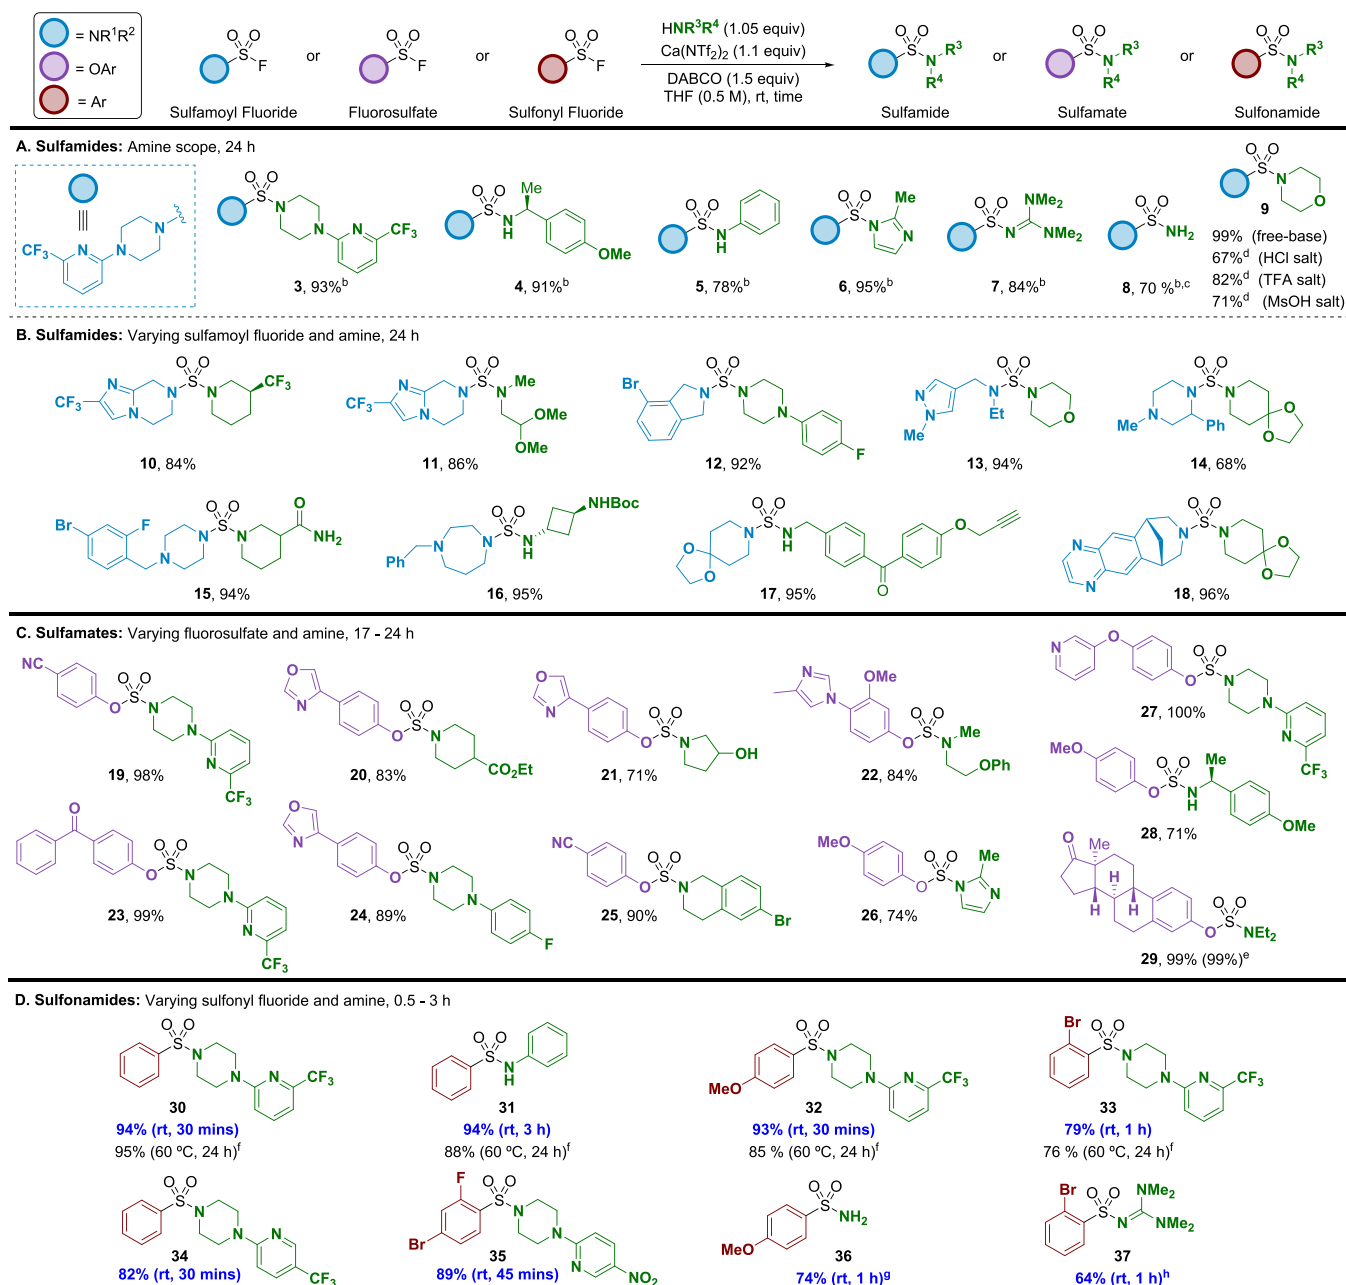 = NR¹R²
= OAr
= Ar
Sulfamoyl Fluoride
or
Fluorosulfate
or
Sulfonyl Fluoride
HNR³R⁴ (1.05 equiv)
Ca(NTf₂)₂ (1.1 equiv)
DABCO (1.5 equiv)
THF (0.5 M), rt, time
Sulfamide
or
Sulfamate
or
Sulfonamide
A. Sulfamides: Amine scope, 24 h
3, 93%ᵇ
4, 91%ᵇ
5, 78%ᵇ
6, 95%ᵇ
7, 84%ᵇ
8, 70 %ᵇ,ᶜ
9
99% (free-base)
67%ᵈ (HCl salt)
82%ᵈ (TFA salt)
71%ᵈ (MsOH salt)
B. Sulfamides: Varying sulfamoyl fluoride and amine, 24 h
10, 84%
11, 86%
12, 92%
13, 94%
14, 68%
15, 94%
16, 95%
17, 95%
18, 96%
C. Sulfamates: Varying fluorosulfate and amine, 17 - 24 h
19, 98%
20, 83%
21, 71%
22, 84%
27, 100%
28, 71%
23, 99%
24, 89%
25, 90%
26, 74%
29, 99% (99%)ᵉ
D. Sulfonamides: Varying sulfonyl fluoride and amine, 0.5 - 3 h
30
94% (rt, 30 mins)
95% (60 ºC, 24 h)ᶠ
31
94% (rt, 3 h)
88% (60 ºC, 24 h)ᶠ
32
93% (rt, 30 mins)
85 % (60 ºC, 24 h)ᶠ
33
79% (rt, 1 h)
76 % (60 ºC, 24 h)ᶠ
34
82% (rt, 30 mins)
35
89% (rt, 45 mins)
36
74% (rt, 1 h)ᵍ
37
64% (rt, 1 h)ʰ